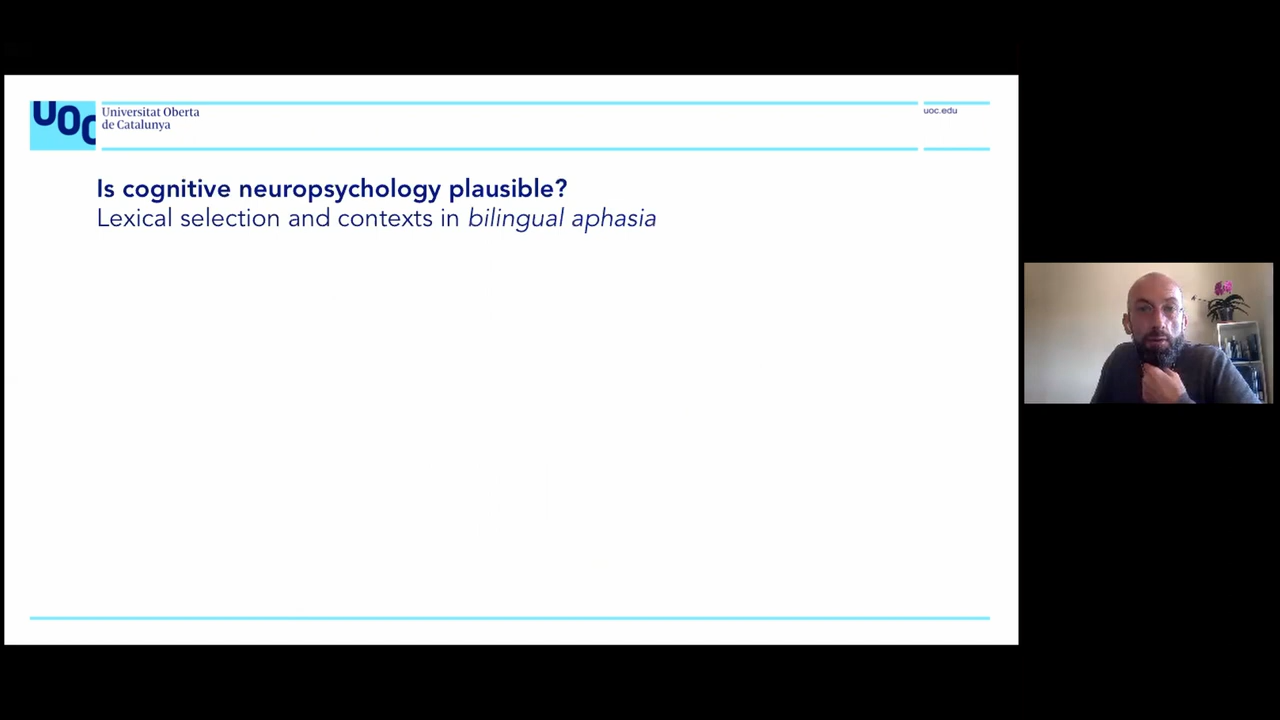 UOC
Universitat Oberta
de Catalunya
uoc.edu
Is cognitive neuropsychology plausible?
Lexical selection and contexts in bilingual aphasia